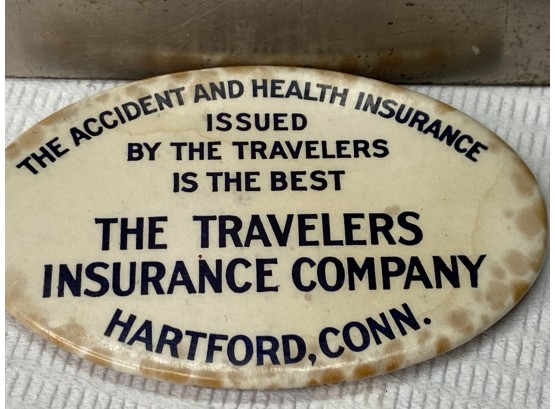 THE ACCIDENT AND HEALTH INSURANCE
ISSUED
BY THE TRAVELERS
IS THE BEST
THE TRAVELERS
INSURANCE COMPANY
HARTFORD, CONN.